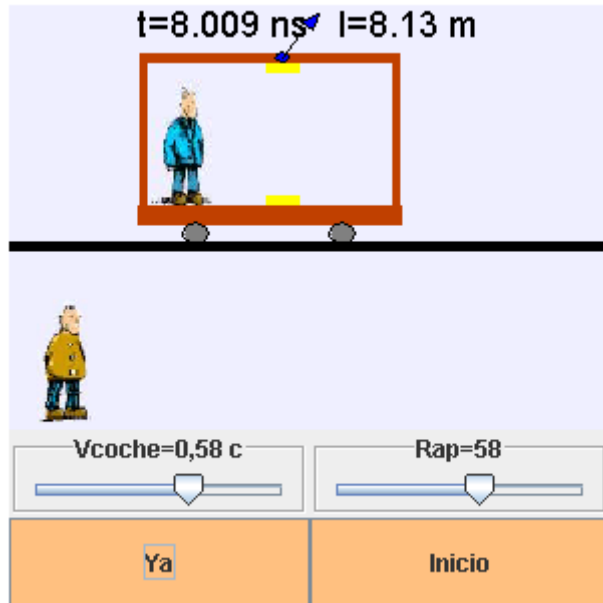 t=8.009 ns l=8.13 m
Vcoche=0,58 c
Rap=58
Ya
Inicio